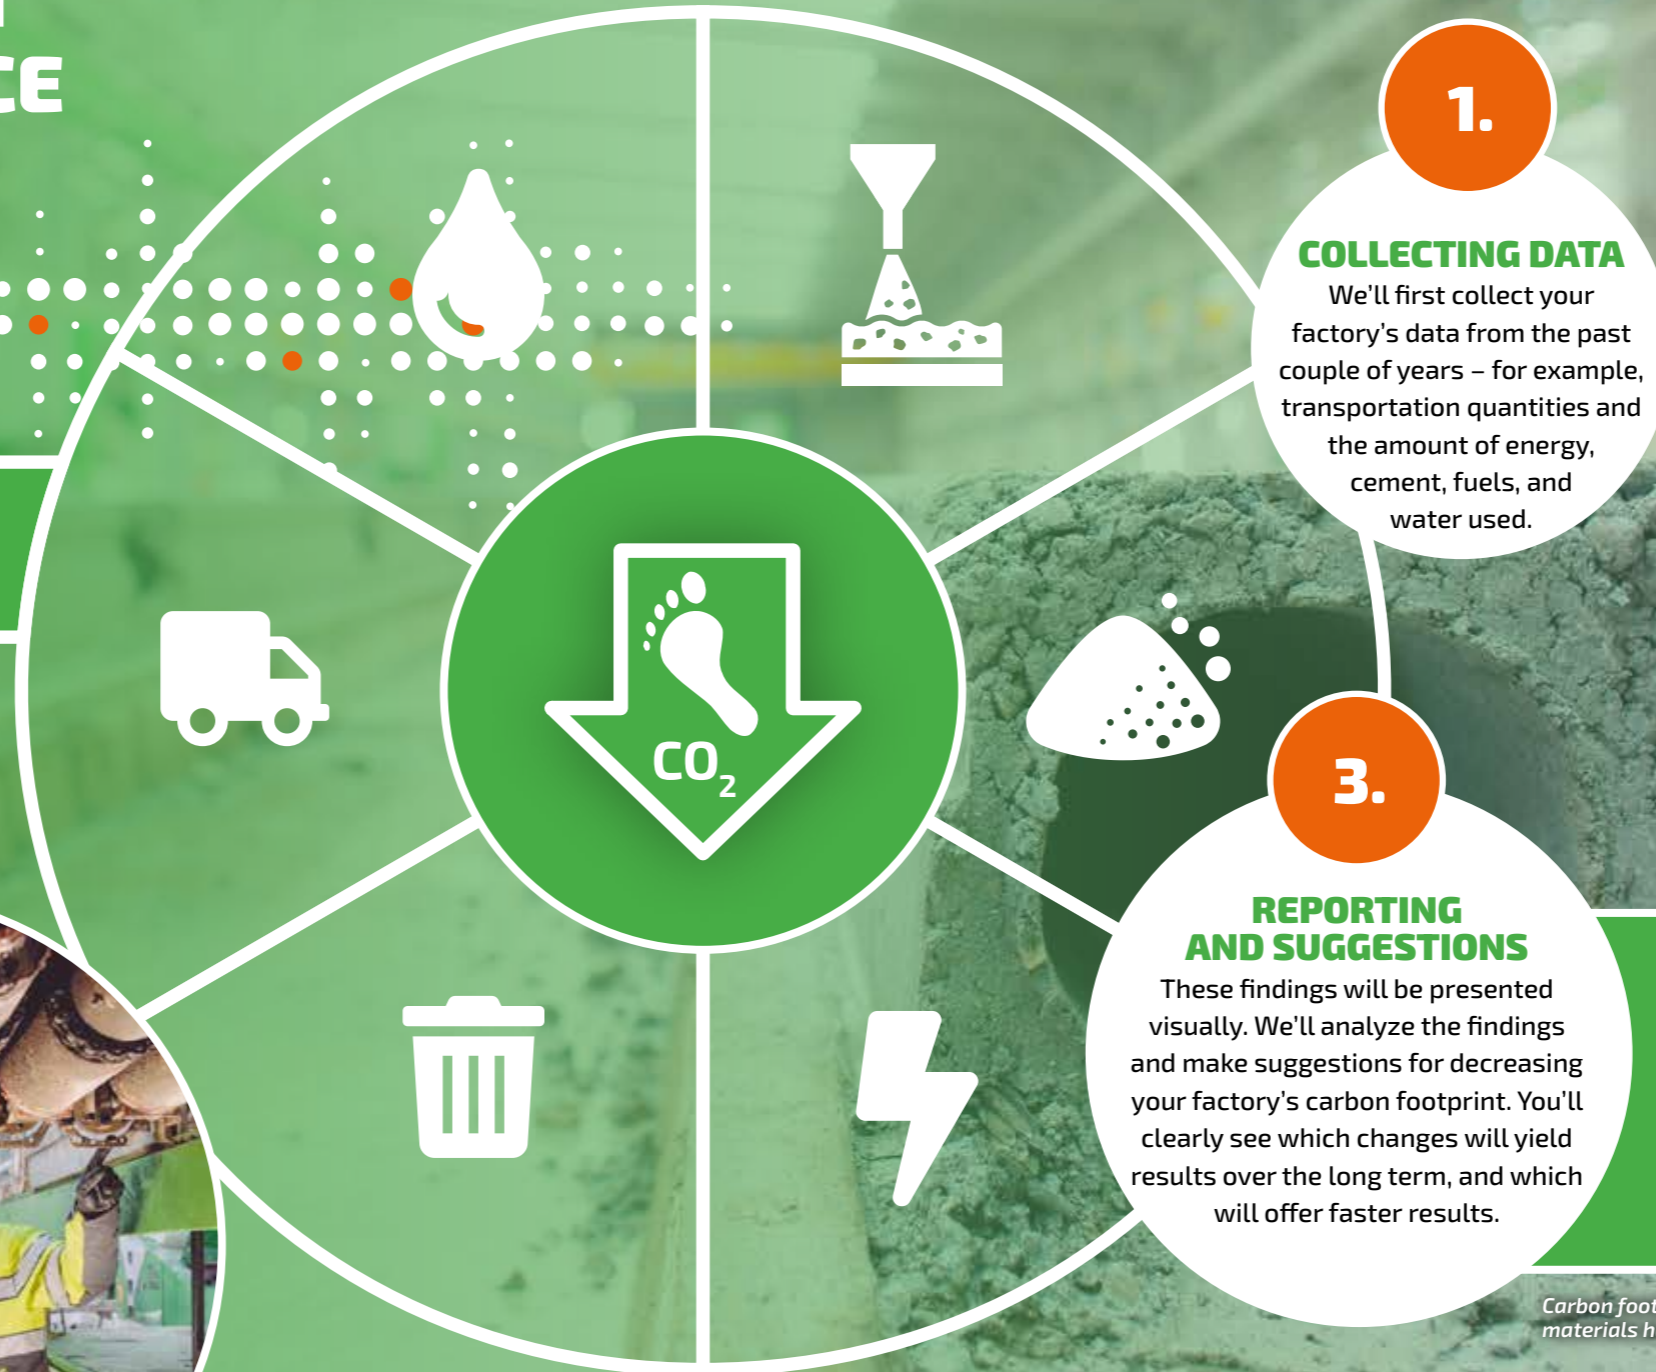 CE
1.
COLLECTING DATA
We'll first collect your
factory's data from the past
couple of years – for example,
transportation quantities and
the amount of energy,
cement, fuels, and
water used.
CO₂
3.
REPORTING
AND SUGGESTIONS
These findings will be presented
visually. We'll analyze the findings
and make suggestions for decreasing
your factory's carbon footprint. You'll
clearly see which changes will yield
results over the long term, and which
will offer faster results.
Carbon foot
materials h